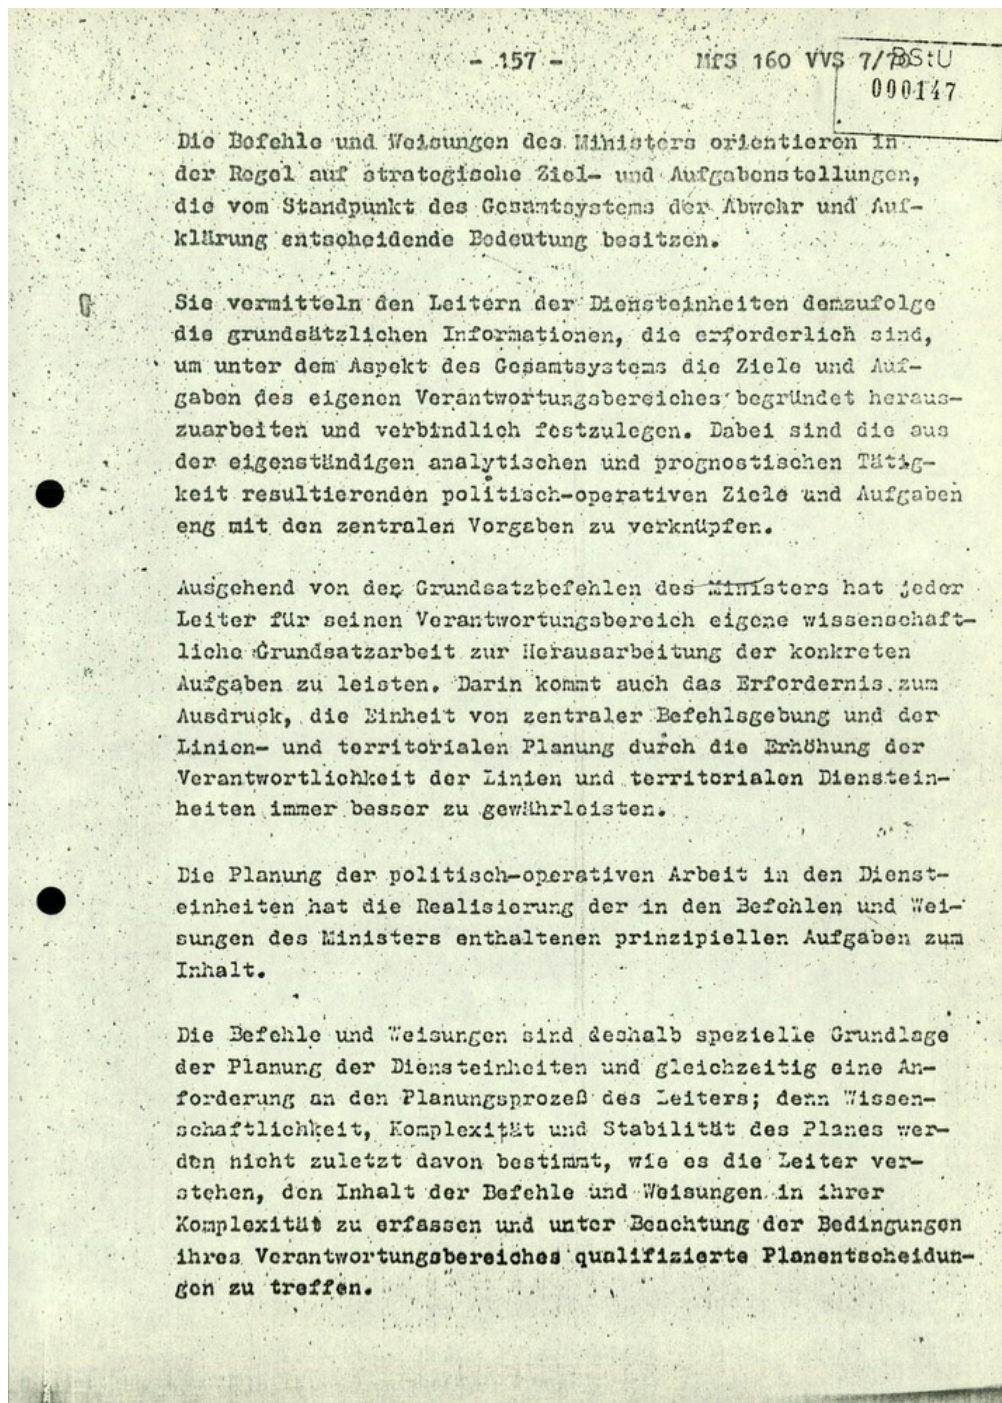 - 157 -
MfS 160 VVS 7/70
BStU
000147
Die Befehle und Weisungen des Ministers orientieren in
der Regel auf strategische Ziel- und Aufgabenstellungen,
die vom Standpunkt des Gesamtsystems der Abwehr und Auf-
klärung entscheidende Bedeutung besitzen.
Sie vermitteln den Leitern der Diensteinheiten demzufolge
die grundsätzlichen Informationen, die erforderlich sind,
um unter dem Aspekt des Gesamtsystems die Ziele und Auf-
gaben des eigenen Verantwortungsbereiches begründet heraus-
zuarbeiten und verbindlich festzulegen. Dabei sind die aus
der eigenständigen analytischen und prognostischen Tätig-
keit resultierenden politisch-operativen Ziele und Aufgaben
eng mit den zentralen Vorgaben zu verknüpfen.
Ausgehend von den Grundsatzbefehlen des Ministers hat jeder
Leiter für seinen Verantwortungsbereich eigene wissenschaft-
liche Grundsatzarbeit zur Herausarbeitung der konkreten
Aufgaben zu leisten. Darin kommt auch das Erfordernis zum
Ausdruck, die Einheit von zentraler Befehlsgebung und der
Linien- und territorialen Planung durch die Erhöhung der
Verantwortlichkeit der Linien und territorialen Dienstein-
heiten immer besser zu gewährleisten.
Die Planung der politisch-operativen Arbeit in den Dienst-
einheiten hat die Realisierung der in den Befehlen und Wei-
sungen des Ministers enthaltenen prinzipiellen Aufgaben zum
Inhalt.
Die Befehle und Weisungen sind deshalb spezielle Grundlage
der Planung der Diensteinheiten und gleichzeitig eine An-
forderung an den Planungsprozeß des Leiters; denn Wissen-
schaftlichkeit, Komplexität und Stabilität des Planes wer-
den nicht zuletzt davon bestimmt, wie es die Leiter ver-
stehen, den Inhalt der Befehle und Weisungen in ihrer
Komplexität zu erfassen und unter Beachtung der Bedingungen
ihres Verantwortungsbereiches qualifizierte Planentscheidun-
gen zu treffen.